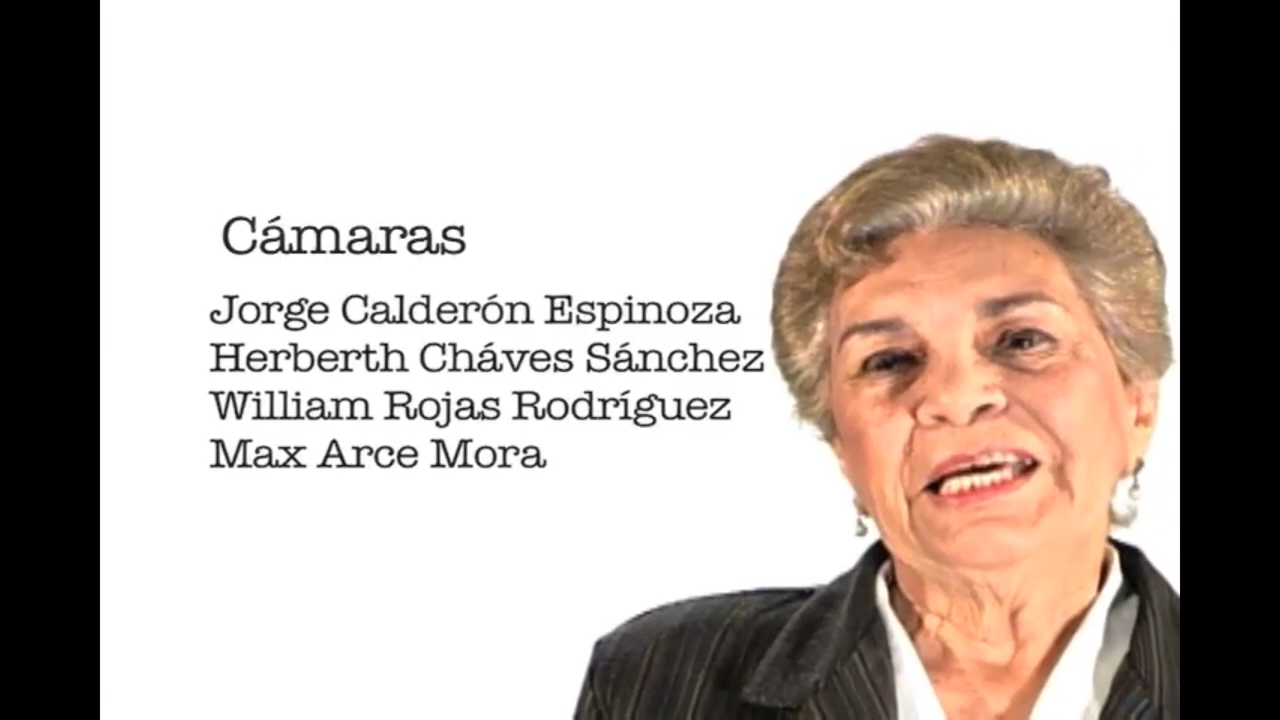 Cámaras
Jorge Calderón Espinoza
Herberth Cháves Sánchez
William Rojas Rodríguez
Max Arce Mora